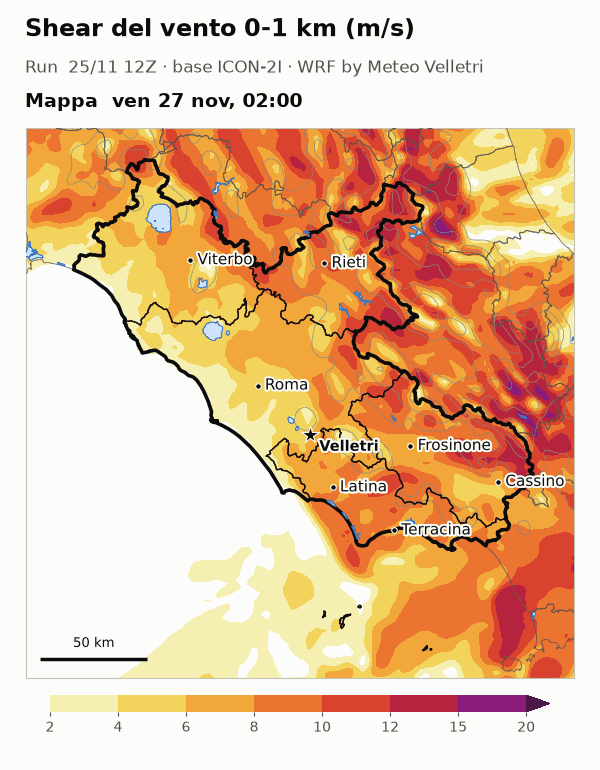 Shear del vento 0-1 km (m/s)
Run  25/11 12Z · base ICON-2I · WRF by Meteo Velletri
Mappa  ven 27 nov, 02:00
Viterbo
Rieti
Roma
Velletri
Frosinone
Latina
Cassino
Terracina
50 km
2 4 6 8 10 12 15 20